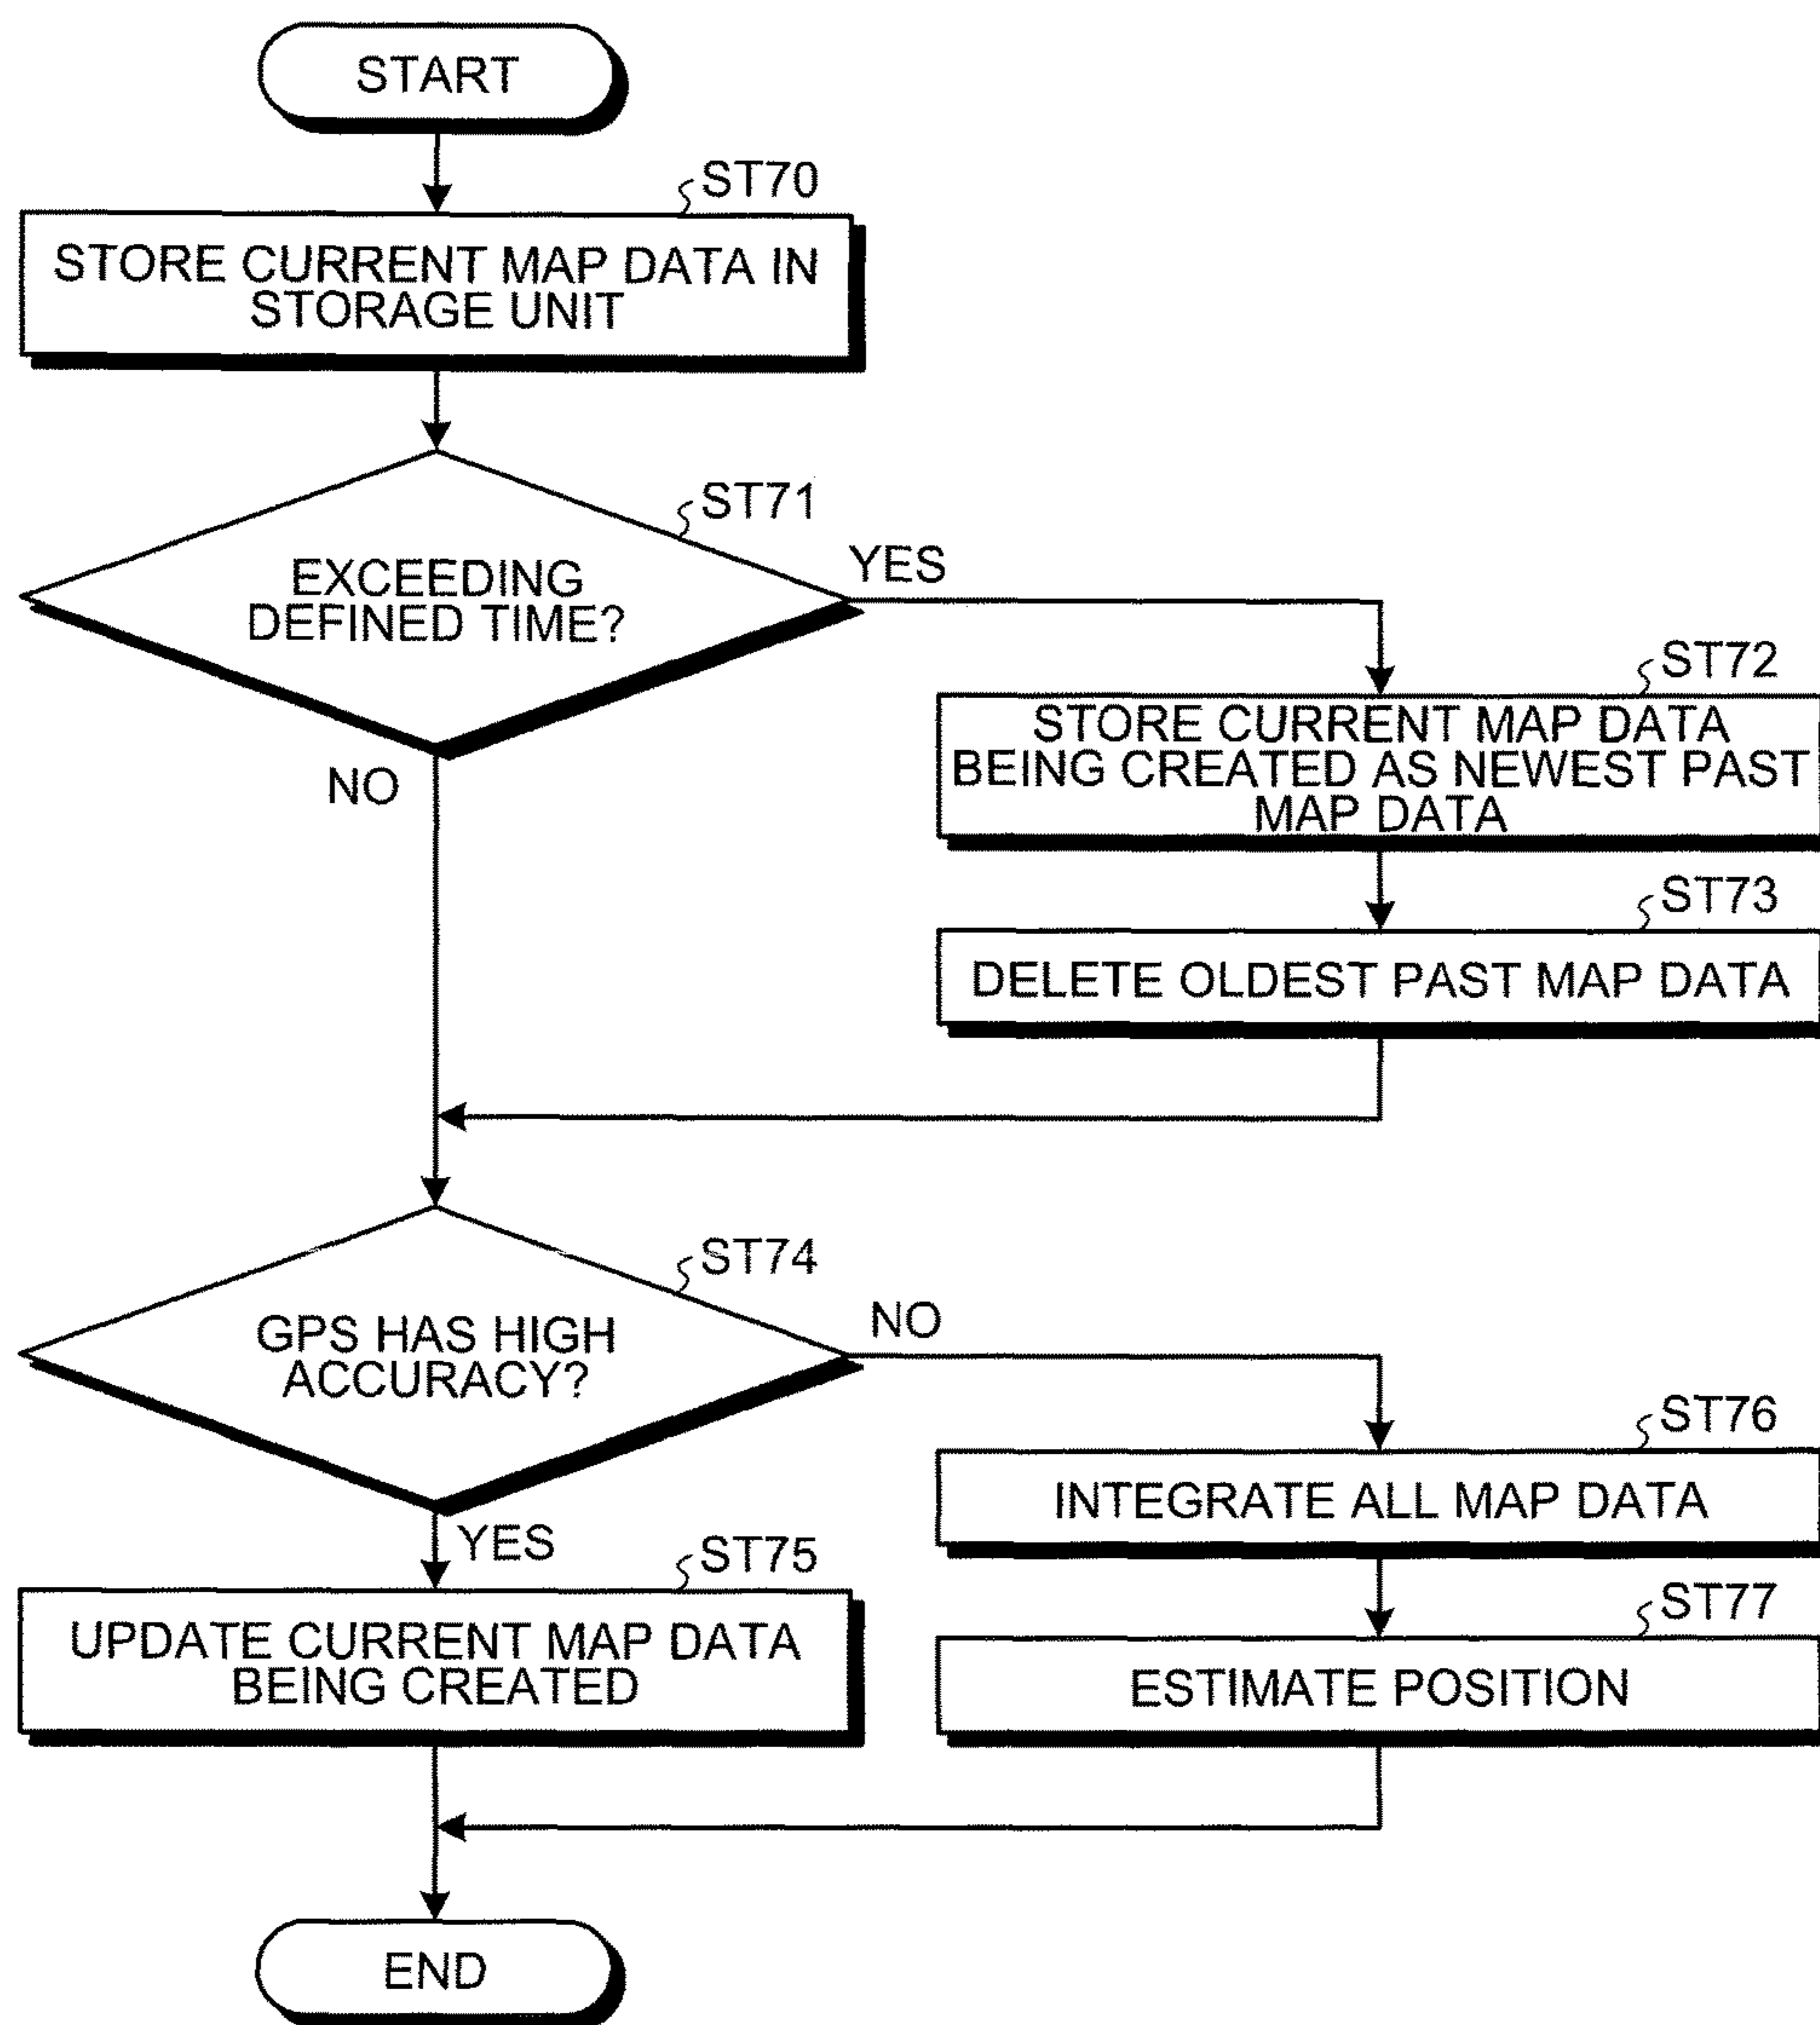 START
ST70
STORE CURRENT MAP DATA IN
STORAGE UNIT
ST71
EXCEEDING
DEFINED TIME?
YES
NO
ST72
STORE CURRENT MAP DATA
BEING CREATED AS NEWEST PAST
MAP DATA
ST73
DELETE OLDEST PAST MAP DATA
ST74
GPS HAS HIGH
ACCURACY?
NO
YES
ST75
UPDATE CURRENT MAP DATA
BEING CREATED
ST76
INTEGRATE ALL MAP DATA
ST77
ESTIMATE POSITION
END